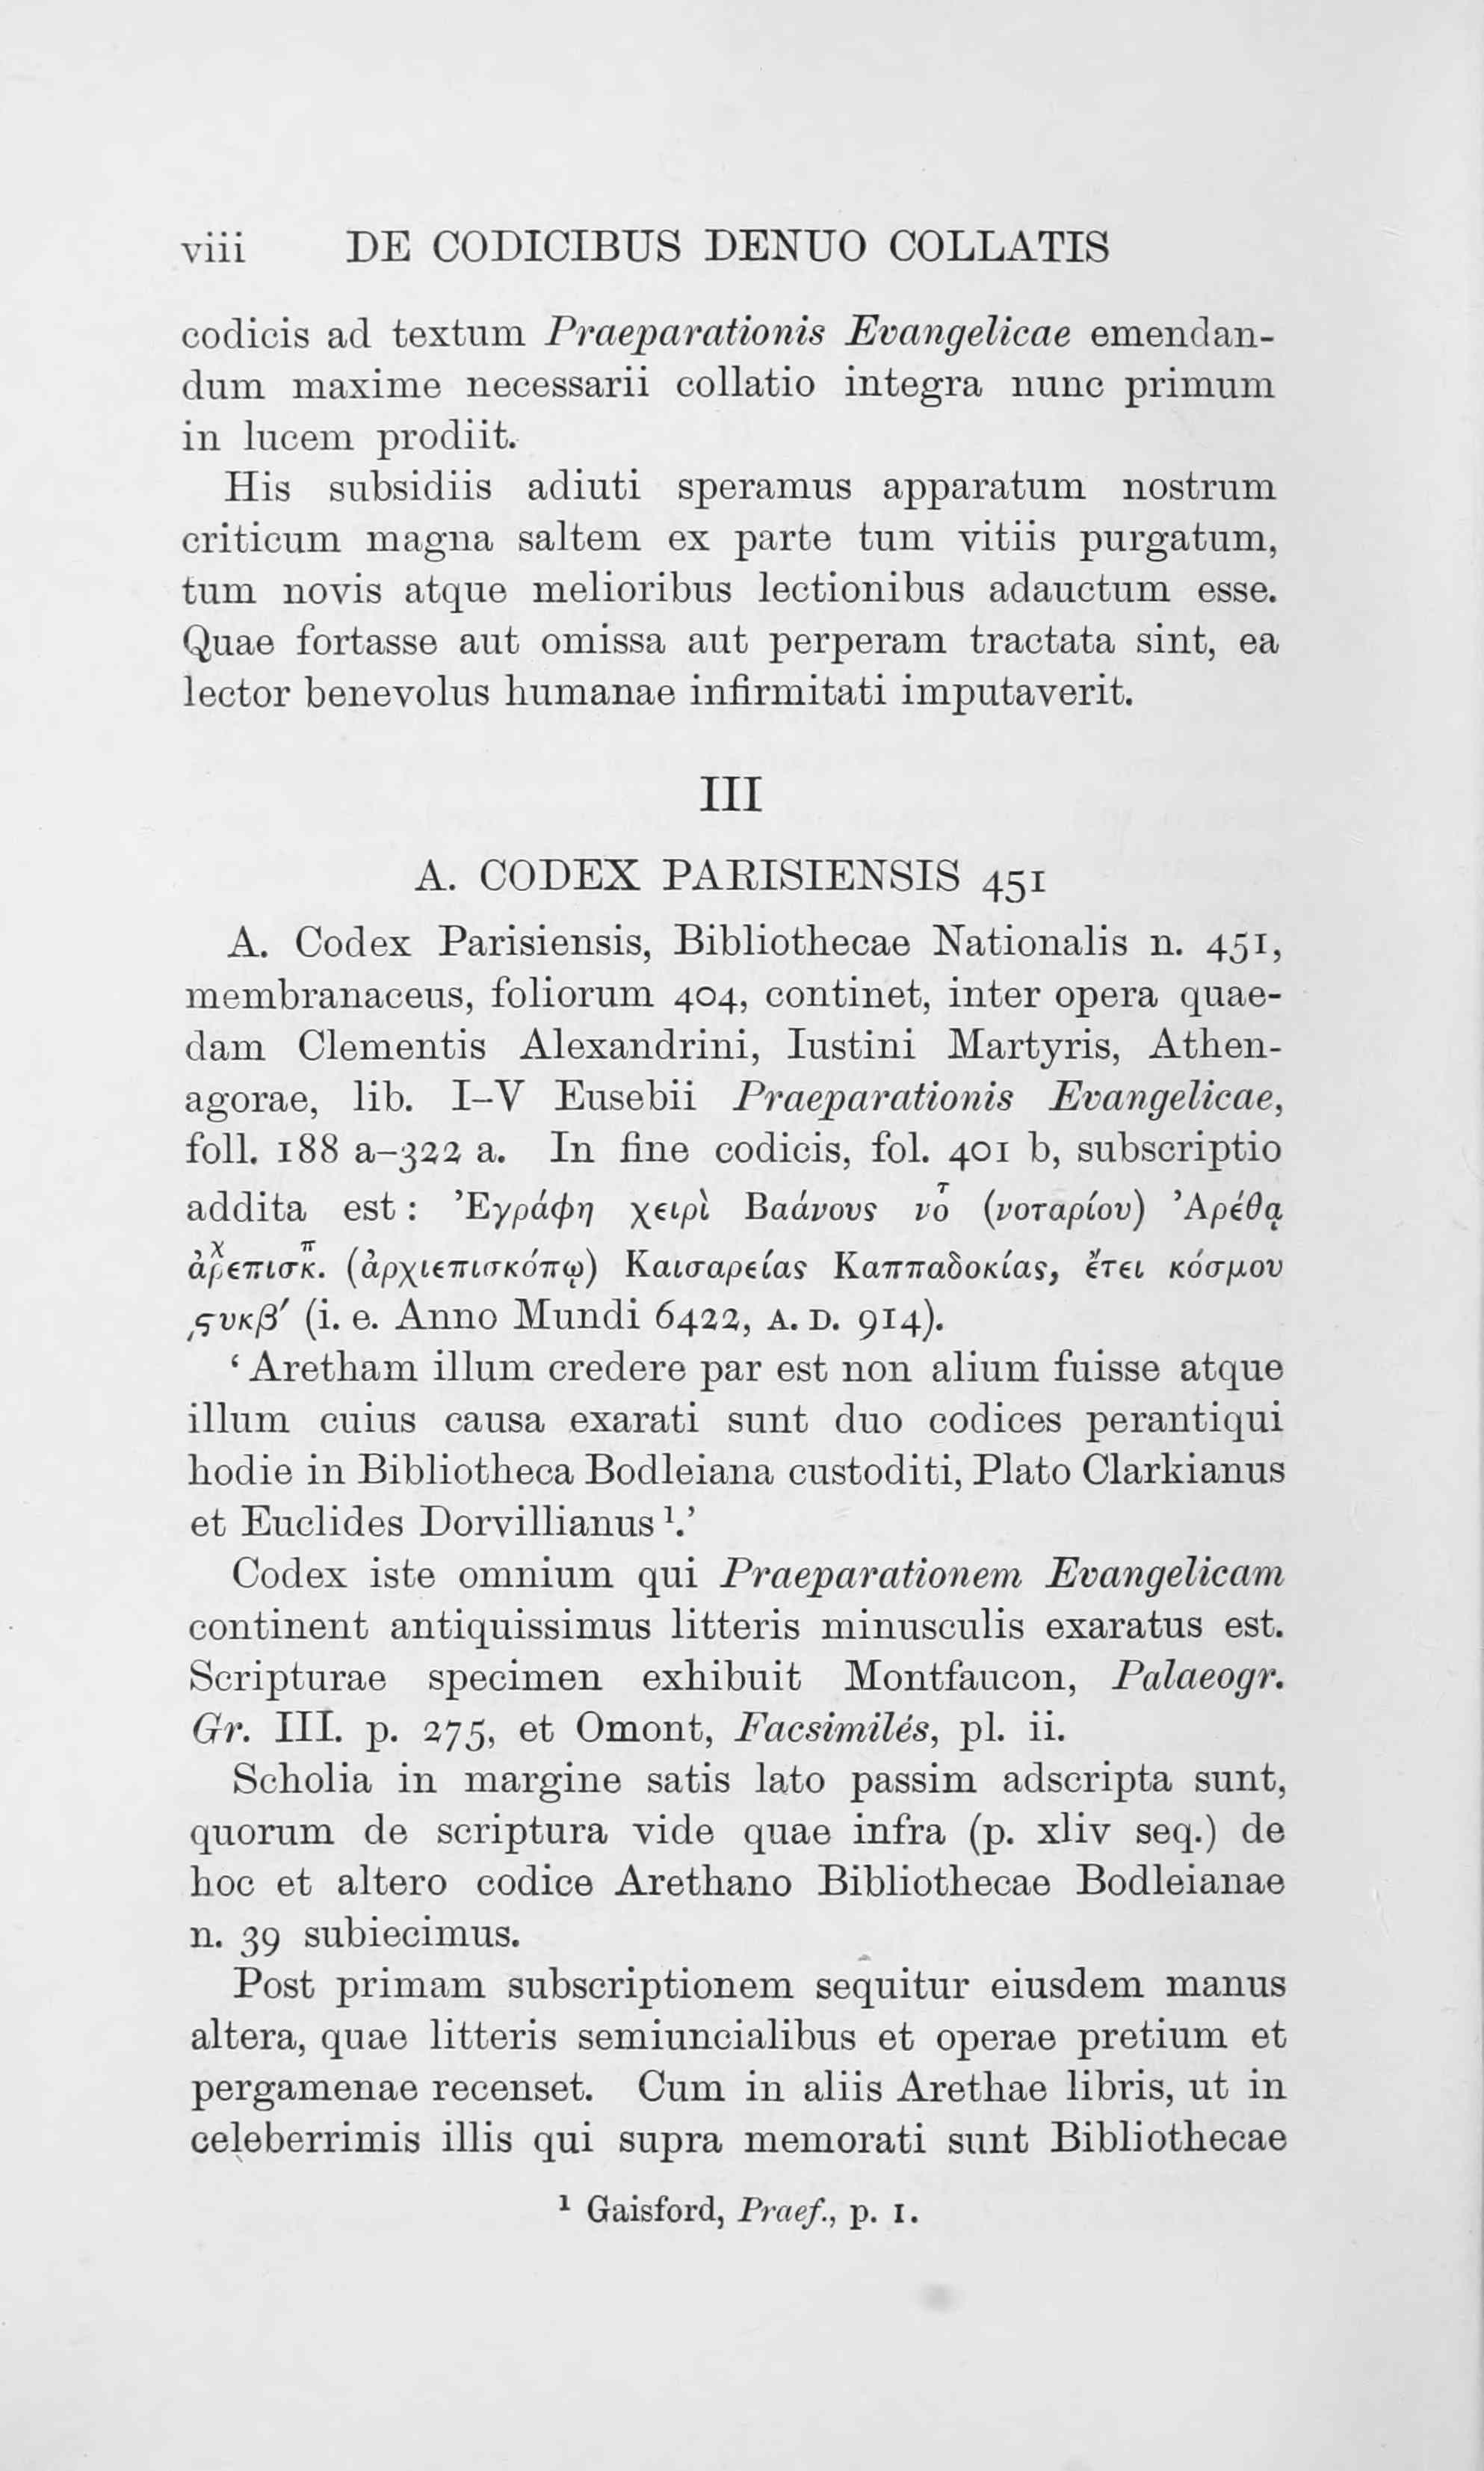 viii DE CODICIBUS DENUO COLLATIS
codicis ad textum Praeparationis Evangelicae emendan-
dum maxime necessarii collatio integra nunc primum
in lucem prodiit.
His subsidiis adiuti speramus apparatum nostrum
criticum magna saltem ex parte tum vitiis purgatum,
tum novis atque melioribus lectionibus adauctum esse.
Quae fortasse aut omissa aut perperam tractata sint, ea
lector benevolus humanae infirmitati imputaverit.
III
A. CODEX PARISIENSIS 451
A. Codex Parisiensis, Bibliothecae Nationalis n. 451,
membranaceus, foliorum 404, continet, inter opera quae-
dam Clementis Alexandrini, Iustini Martyris, Athen-
agorae, lib. I–V Eusebii Praeparationis Evangelicae,
foll. 188 a–322 a. In fine codicis, fol. 401 b, subscriptio
addita est: Ἐγράφη χειρὶ Βαάνους νοͭ (νοταρίου) Ἀρέθᾳ
ἀρχεπισκπ. (ἀρχιεπισκόπῳ) Καισαρείας Καππαδοκίας, ἔτει κόσμου
͵ϛυκβ′ (i. e. Anno Mundi 6422, A. D. 914).
‘Aretham illum credere par est non alium fuisse atque
illum cuius causa exarati sunt duo codices perantiqui
hodie in Bibliotheca Bodleiana custoditi, Plato Clarkianus
et Euclides Dorvillianus¹.’
Codex iste omnium qui Praeparationem Evangelicam
continent antiquissimus litteris minusculis exaratus est.
Scripturae specimen exhibuit Montfaucon, Palaeogr.
Gr. III. p. 275, et Omont, Facsimilés, pl. ii.
Scholia in margine satis lato passim adscripta sunt,
quorum de scriptura vide quae infra (p. xliv seq.) de
hoc et altero codice Arethano Bibliothecae Bodleianae
n. 39 subiecimus.
Post primam subscriptionem sequitur eiusdem manus
altera, quae litteris semiuncialibus et operae pretium et
pergamenae recenset. Cum in aliis Arethae libris, ut in
celeberrimis illis qui supra memorati sunt Bibliothecae
¹ Gaisford, Praef., p. 1.